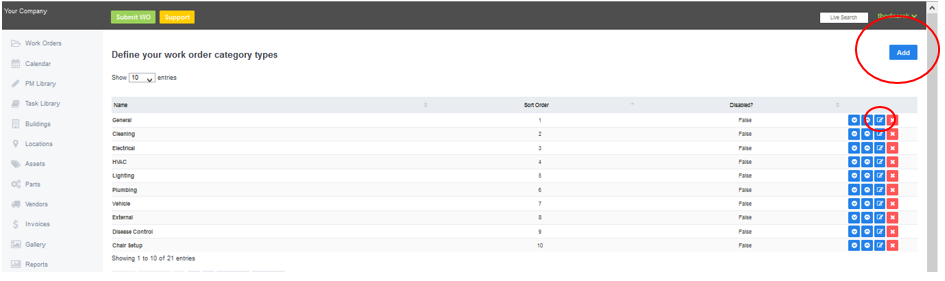 Your Company
Submit WO Support Live Search
Work Orders
Calendar
PM Library
Task Library
Buildings
Locations
Assets
Parts
Vendors
Invoices
Gallery
Reports
Define your work order category types
Add
Show 10 entries
Name Sort Order Disabled?
General 1 False
Cleaning 2 False
Electrical 3 False
HVAC 4 False
Lighting 5 False
Plumbing 6 False
Vehicle 7 False
External 8 False
Disease Control 9 False
Chair Setup 10 False
Showing 1 to 10 of 21 entries